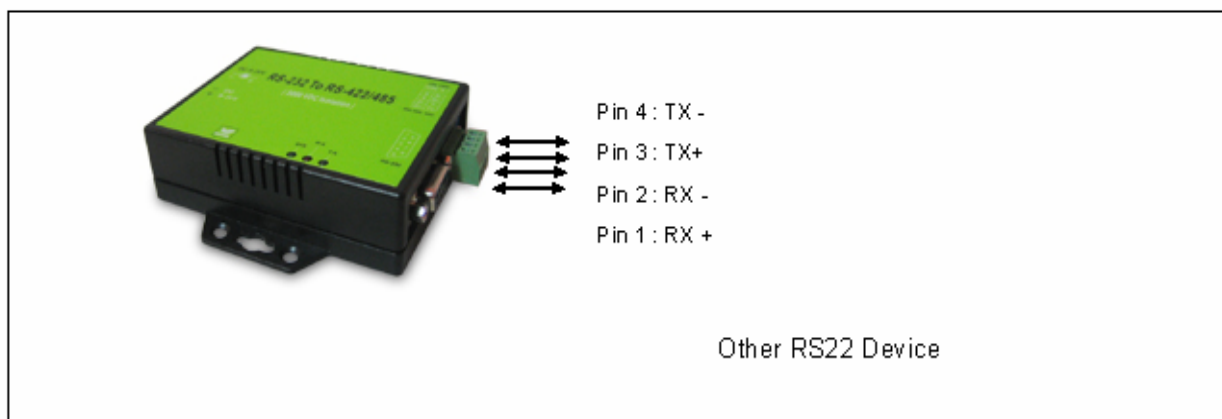 RS-232 To RS-422/485
Pin 4 : TX -
Pin 3 : TX+
Pin 2 : RX -
Pin 1 : RX +
Other RS22 Device